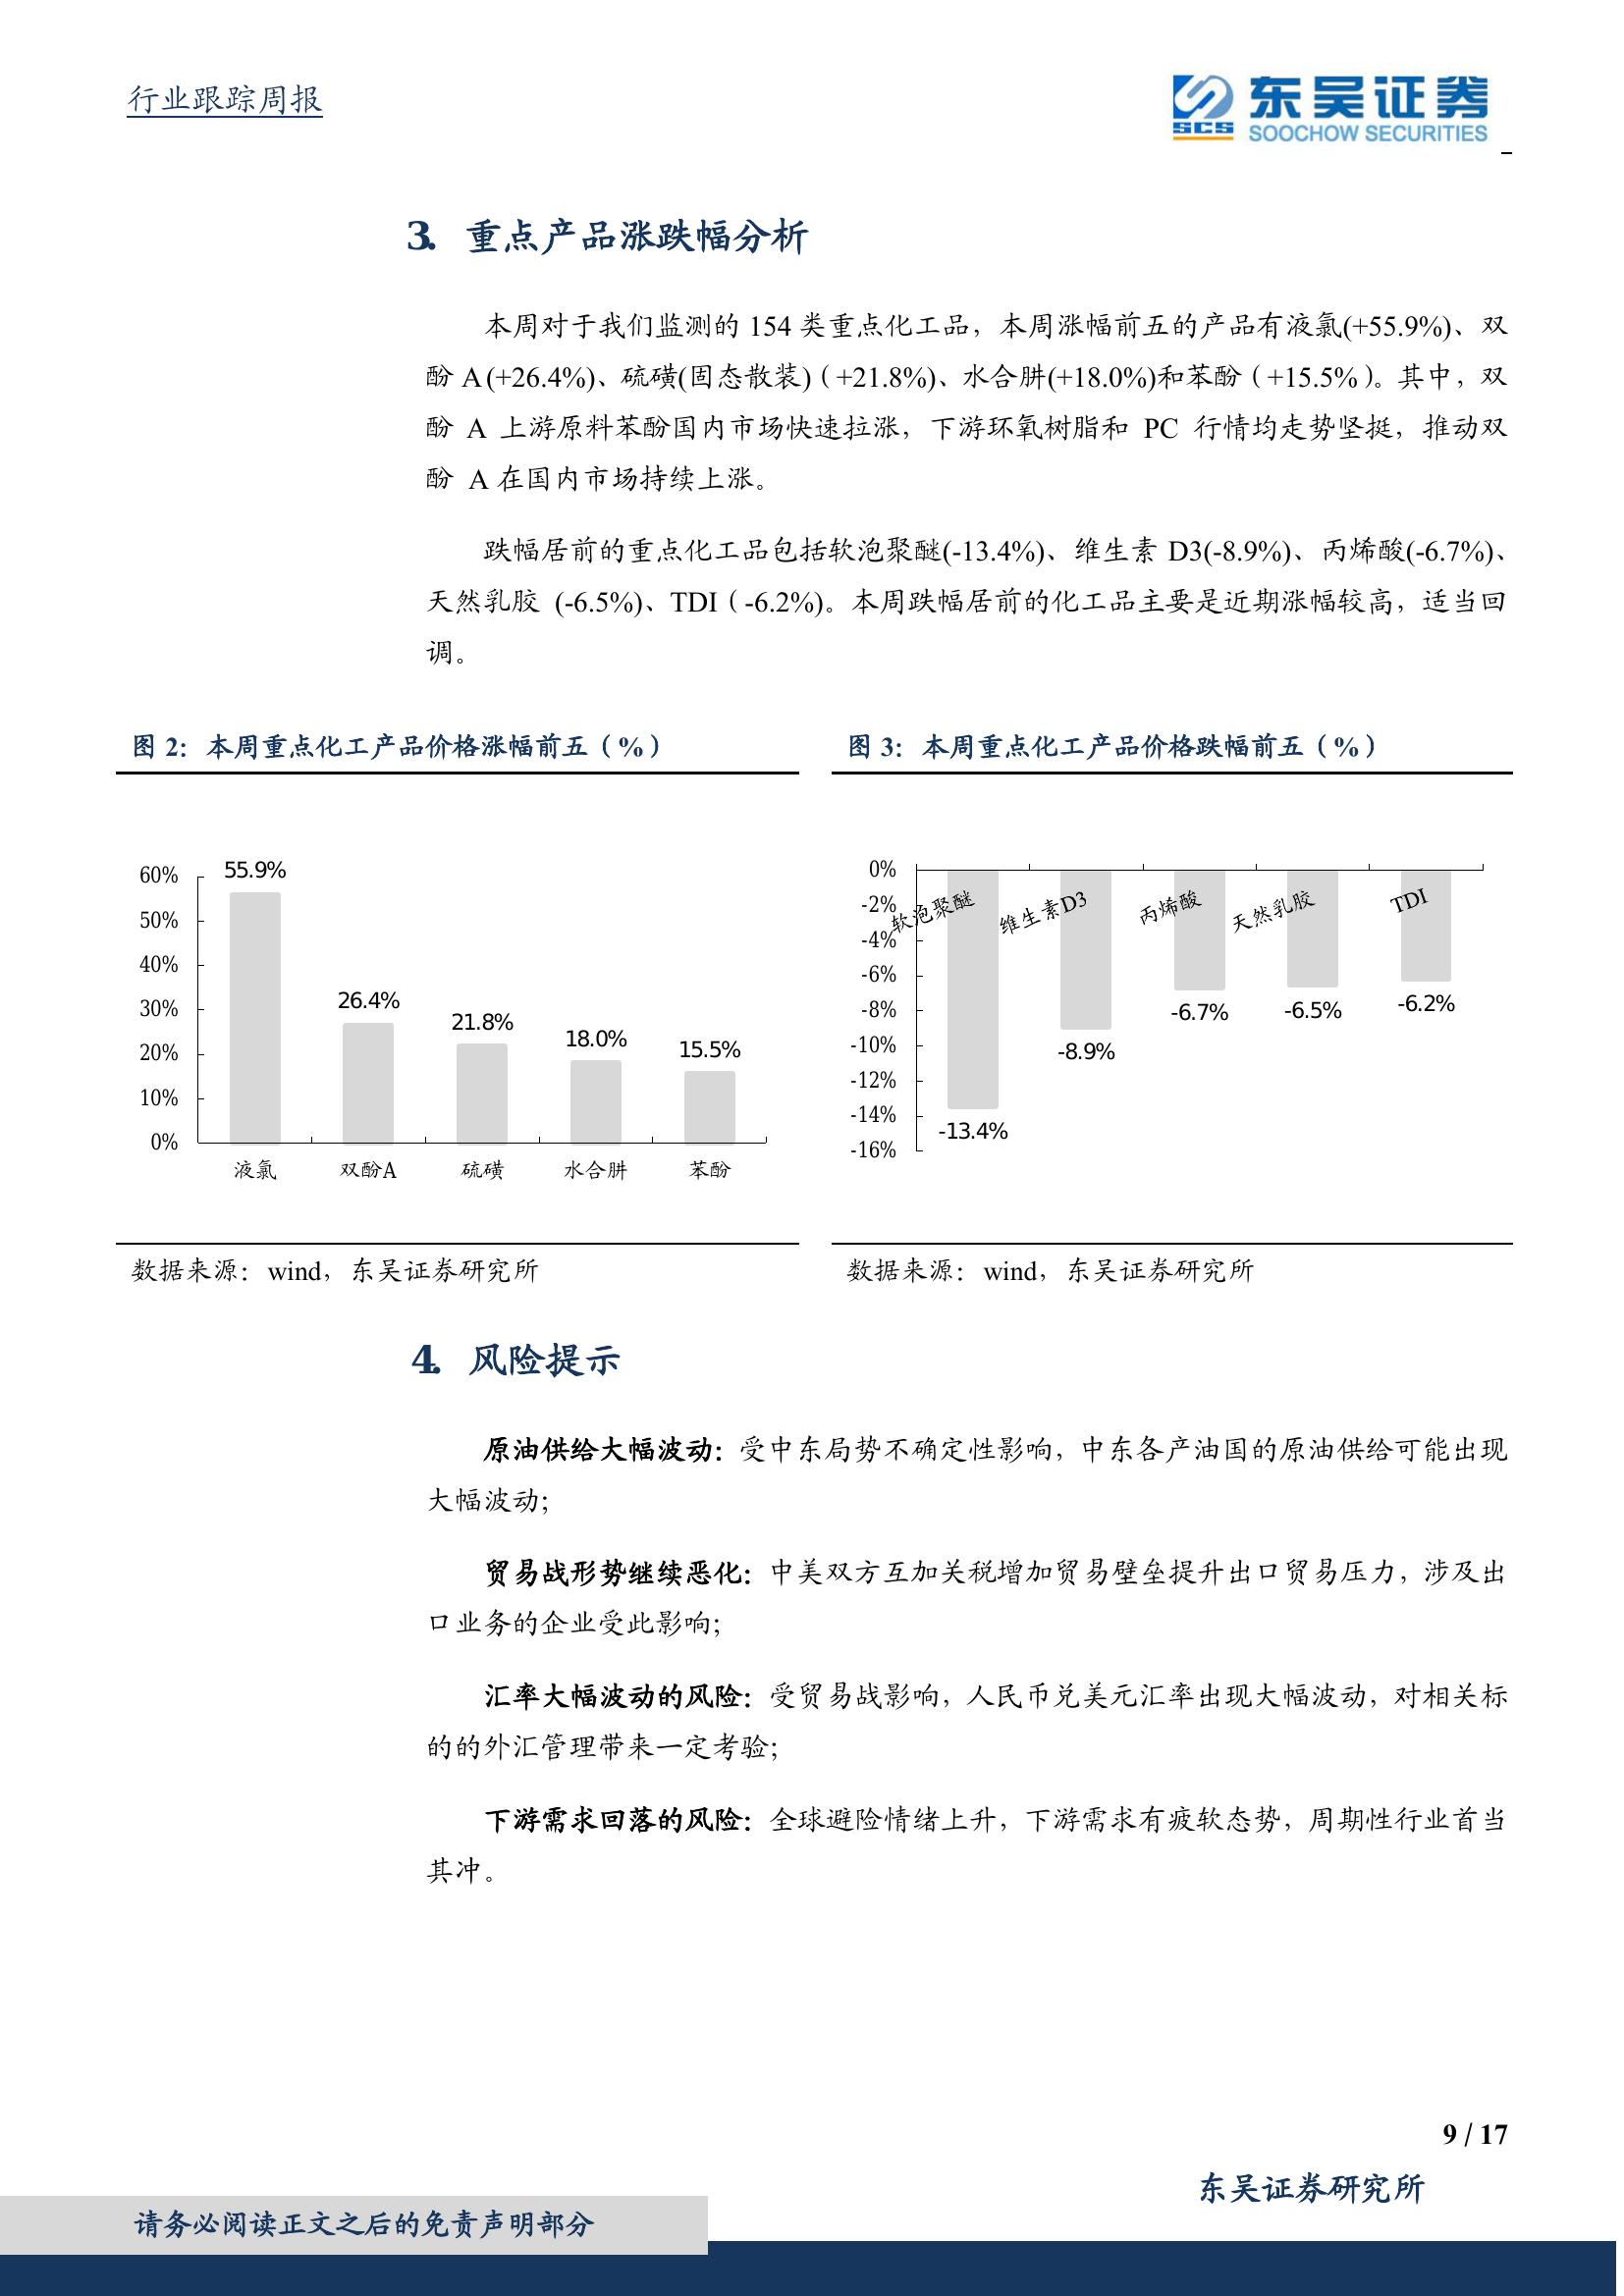 行业跟踪周报
SCS 东吴证券
SOOCHOW SECURITIES
3. 重点产品涨跌幅分析
本周对于我们监测的 154 类重点化工品，本周涨幅前五的产品有液氯(+55.9%)、双
酚 A (+26.4%)、硫磺(固态散装)（+21.8%)、水合肼(+18.0%)和苯酚（+15.5%）。其中，双
酚 A 上游原料苯酚国内市场快速拉涨，下游环氧树脂和 PC 行情均走势坚挺，推动双
酚 A 在国内市场持续上涨。
跌幅居前的重点化工品包括软泡聚醚(-13.4%)、维生素 D3(-8.9%)、丙烯酸(-6.7%)、
天然乳胶 (-6.5%)、TDI（-6.2%)。本周跌幅居前的化工品主要是近期涨幅较高，适当回
调。
图 2：本周重点化工产品价格涨幅前五（%）
60%
50%
40%
30%
20%
10%
0%
55.9%
26.4%
21.8%
18.0%
15.5%
液氯 双酚A 硫磺 水合肼 苯酚
数据来源：wind，东吴证券研究所
图 3：本周重点化工产品价格跌幅前五（%）
0%
-2%
-4%
-6%
-8%
-10%
-12%
-14%
-16%
软泡聚醚 维生素D3 丙烯酸 天然乳胶 TDI
-13.4%
-8.9%
-6.7%
-6.5%
-6.2%
数据来源：wind，东吴证券研究所
4. 风险提示
原油供给大幅波动：受中东局势不确定性影响，中东各产油国的原油供给可能出现
大幅波动；
贸易战形势继续恶化：中美双方互加关税增加贸易壁垒提升出口贸易压力，涉及出
口业务的企业受此影响；
汇率大幅波动的风险：受贸易战影响，人民币兑美元汇率出现大幅波动，对相关标
的的外汇管理带来一定考验；
下游需求回落的风险：全球避险情绪上升，下游需求有疲软态势，周期性行业首当
其冲。
9 / 17
东吴证券研究所
请务必阅读正文之后的免责声明部分